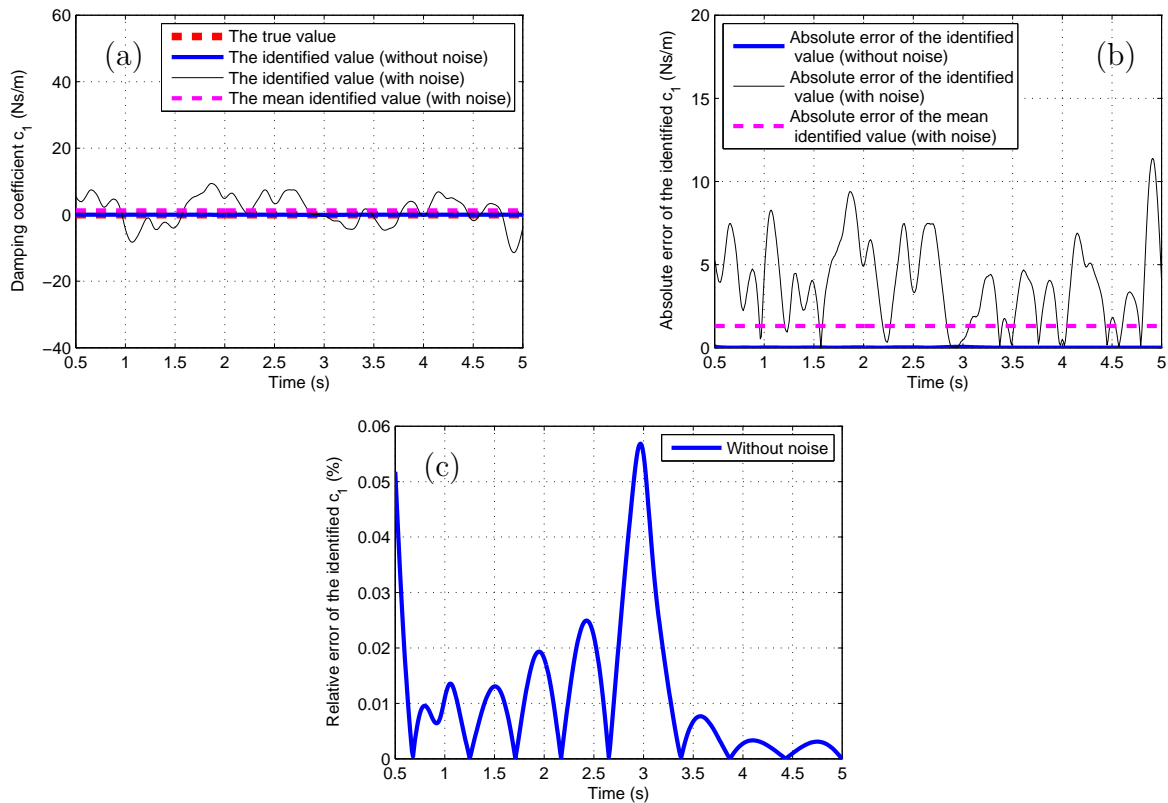 (a)
The true value
The identified value (without noise)
The identified value (with noise)
The mean identified value (with noise)
Damping coefficient c1 (Ns/m)
60
40
20
0
−20
−40
0.5 1 1.5 2 2.5 3 3.5 4 4.5 5
Time (s)
(b)
Absolute error of the identified
value (without noise)
Absolute error of the identified
value (with noise)
Absolute error of the mean
identified value (with noise)
Absolute error of the identified c1 (Ns/m)
20
15
10
5
0
0.5 1 1.5 2 2.5 3 3.5 4 4.5 5
Time (s)
(c)
Without noise
Relative error of the identified c1 (%)
0.06
0.05
0.04
0.03
0.02
0.01
0
0.5 1 1.5 2 2.5 3 3.5 4 4.5 5
Time (s)